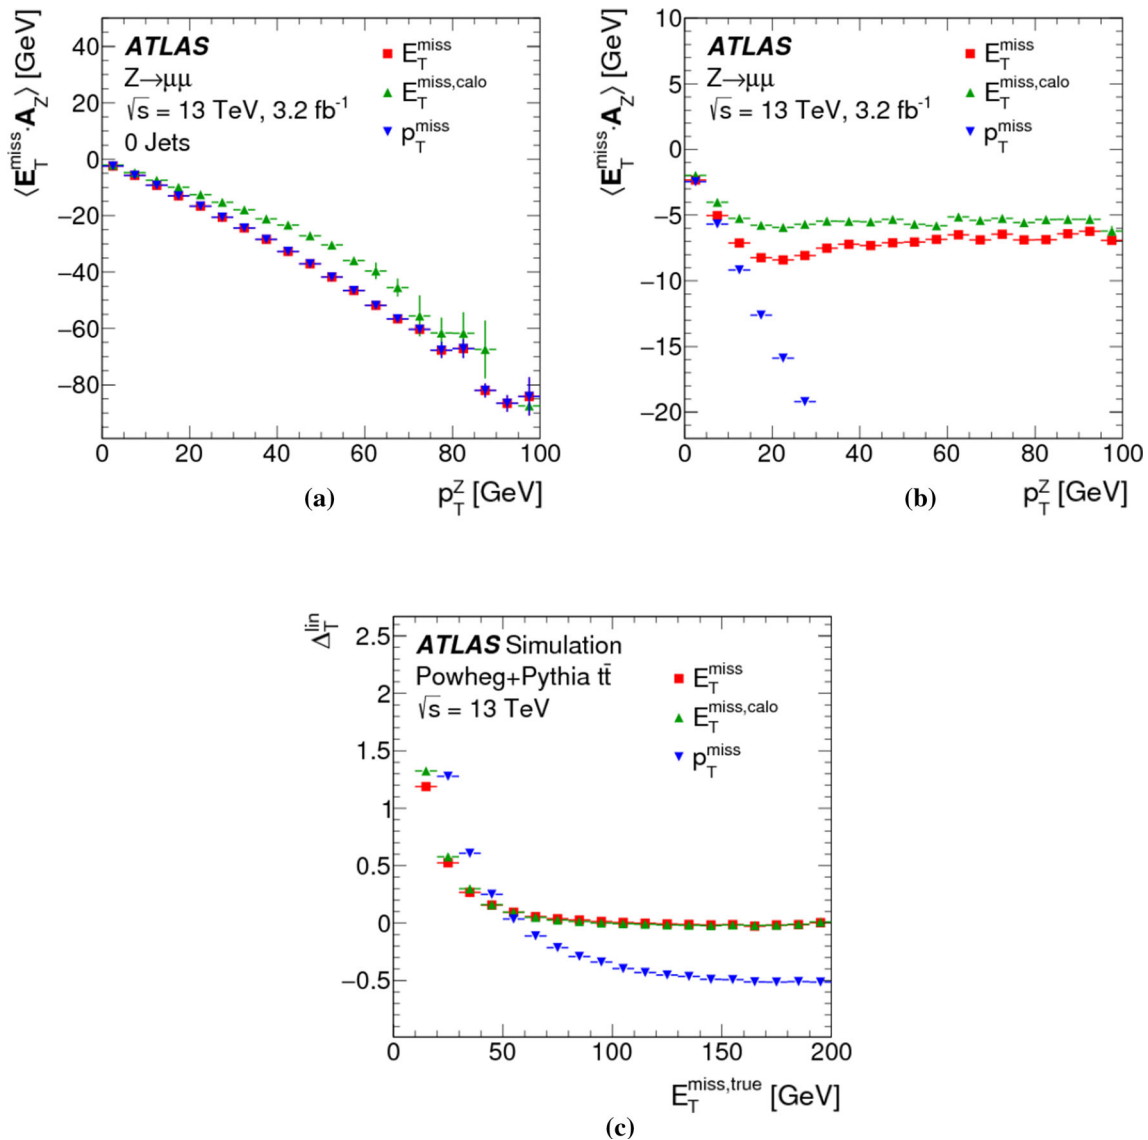 ⟨E_T^miss·A_Z⟩ [GeV]
40
20
0
−20
−40
−60
−80
ATLAS
Z→μμ
√s = 13 TeV, 3.2 fb⁻¹
0 Jets
E_T^miss
E_T^miss,calo
p_T^miss
0 20 40 60 80 100
p_T^Z [GeV]
(a)
⟨E_T^miss·A_Z⟩ [GeV]
10
5
0
−5
−10
−15
−20
ATLAS
Z→μμ
√s = 13 TeV, 3.2 fb⁻¹
E_T^miss
E_T^miss,calo
p_T^miss
0 20 40 60 80 100
p_T^Z [GeV]
(b)
Δ_T^lin
2.5
2
1.5
1
0.5
0
−0.5
ATLAS Simulation
Powheg+Pythia tt̄
√s = 13 TeV
E_T^miss
E_T^miss,calo
p_T^miss
0 50 100 150 200
E_T^miss,true [GeV]
(c)